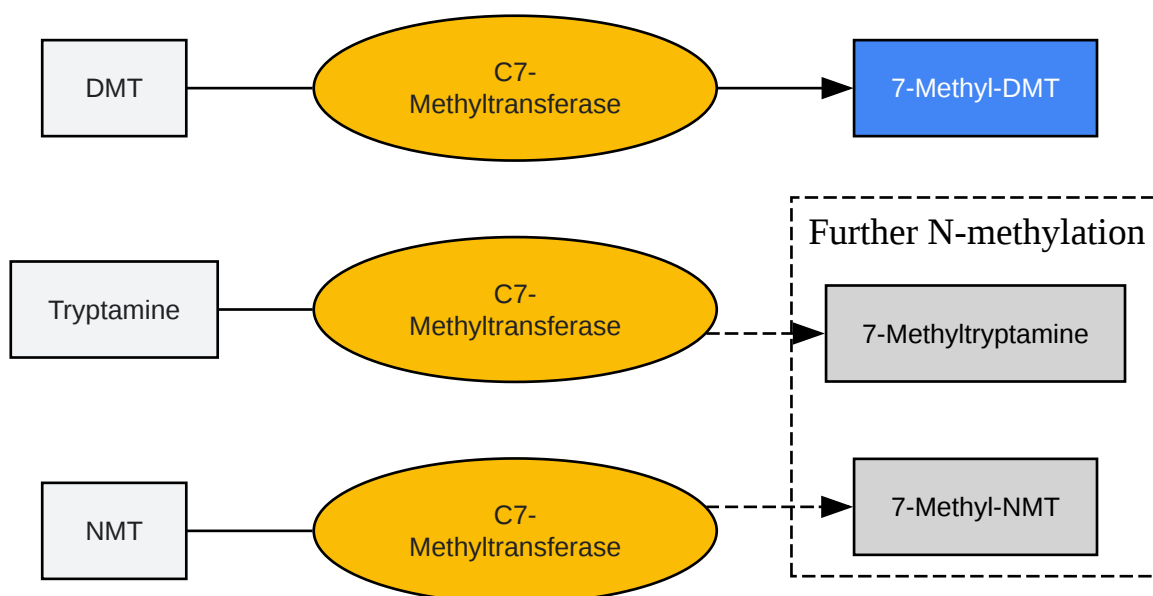 DMT
C7-
Methyltransferase
7-Methyl-DMT
Further N-methylation
Tryptamine
C7-
Methyltransferase
7-Methyltryptamine
NMT
C7-
Methyltransferase
7-Methyl-NMT